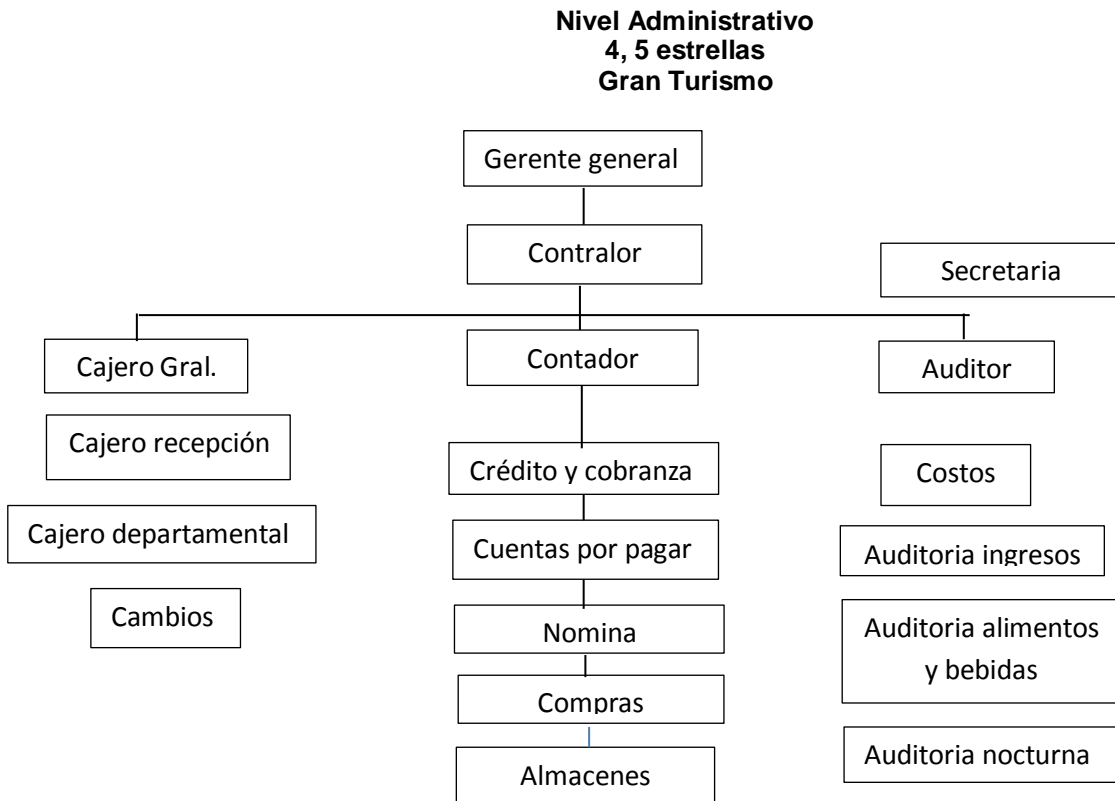 Nivel Administrativo
4, 5 estrellas
Gran Turismo
Gerente general
Contralor
Secretaria
Cajero Gral.
Contador
Auditor
Cajero recepción
Crédito y cobranza
Costos
Cajero departamental
Cuentas por pagar
Auditoria ingresos
Cambios
Nomina
Auditoria alimentos
y bebidas
Compras
Auditoria nocturna
Almacenes